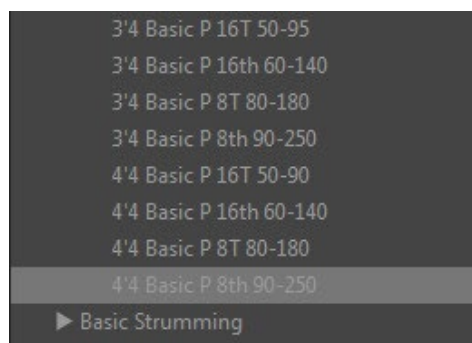 3'4 Basic P 16T 50-95
3'4 Basic P 16th 60-140
3'4 Basic P 8T 80-180
3'4 Basic P 8th 90-250
4'4 Basic P 16T 50-90
4'4 Basic P 16th 60-140
4'4 Basic P 8T 80-180
4'4 Basic P 8th 90-250
▶ Basic Strumming